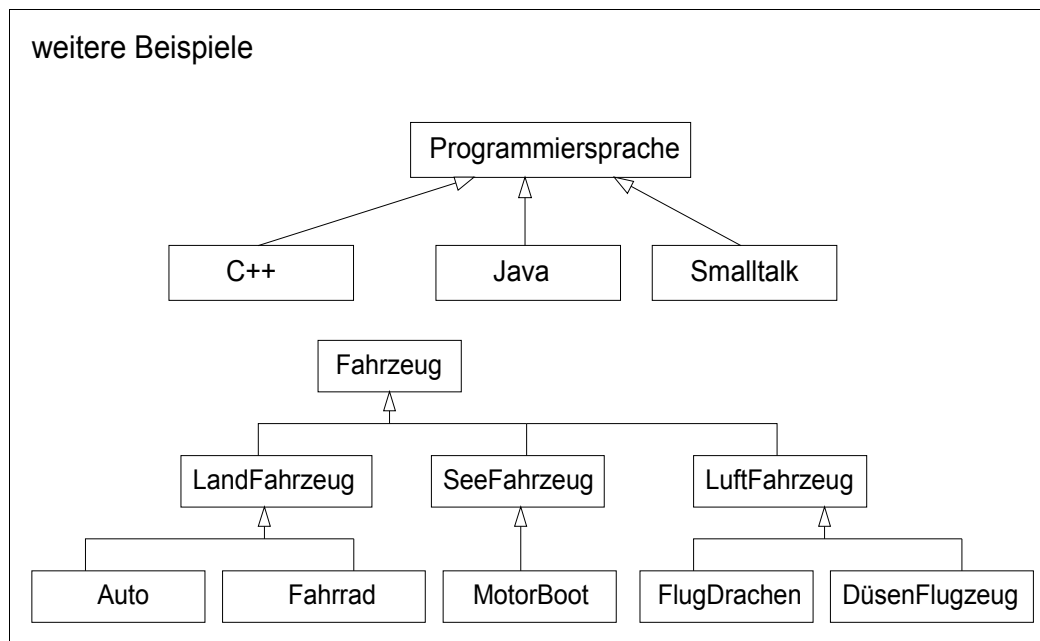 weitere Beispiele
Programmiersprache
C++ Java Smalltalk
Fahrzeug
LandFahrzeug SeeFahrzeug LuftFahrzeug
Auto Fahrrad MotorBoot FlugDrachen DüsenFlugzeug